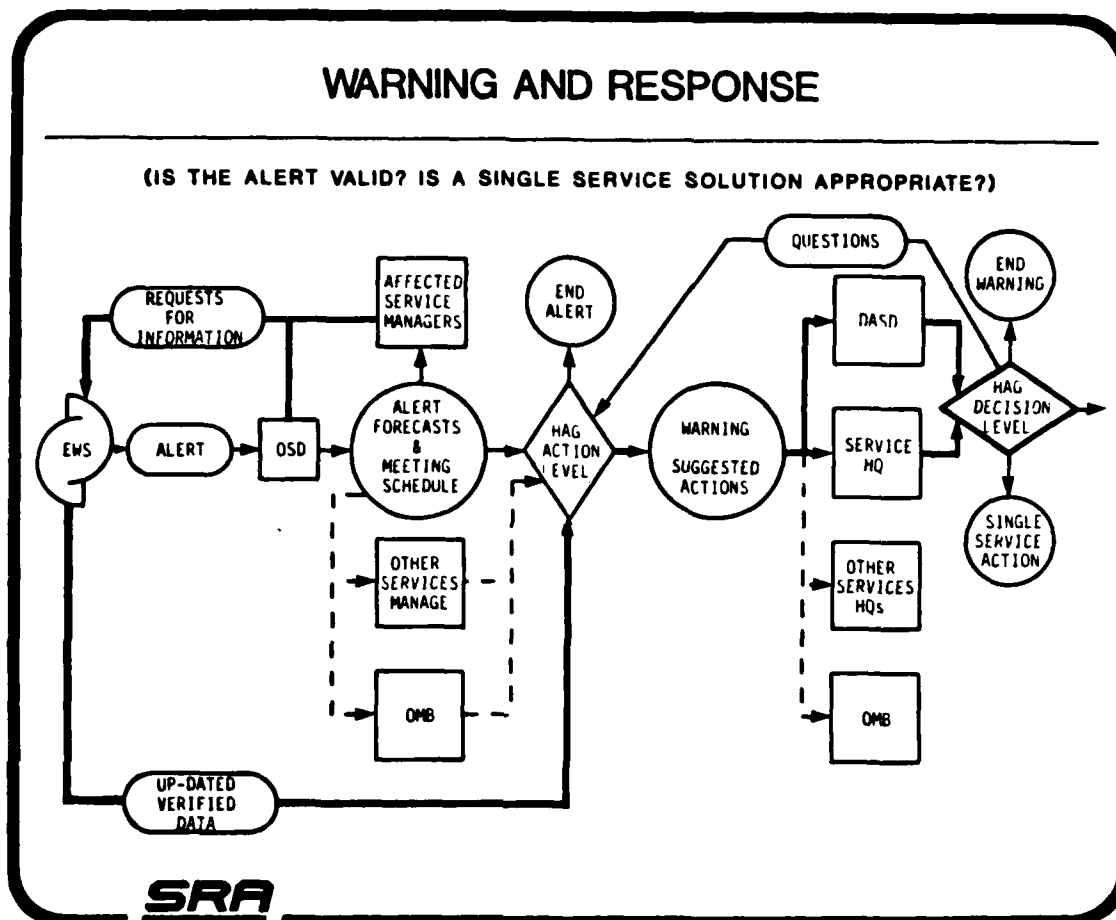 WARNING AND RESPONSE
(IS THE ALERT VALID? IS A SINGLE SERVICE SOLUTION APPROPRIATE?)
QUESTIONS
REQUESTS
FOR
INFORMATION
AFFECTED
SERVICE
MANAGERS
END
ALERT
END
WARNING
DASD
EWS
ALERT
OSD
ALERT
FORECASTS
&
MEETING
SCHEDULE
HAG
ACTION
LEVEL
WARNING
SUGGESTED
ACTIONS
SERVICE
HQ
HAG
DECISION
LEVEL
SINGLE
SERVICE
ACTION
OTHER
SERVICES
MANAGE
OTHER
SERVICES
HQs
OMB
OMB
UP-DATED
VERIFIED
DATA
SRA